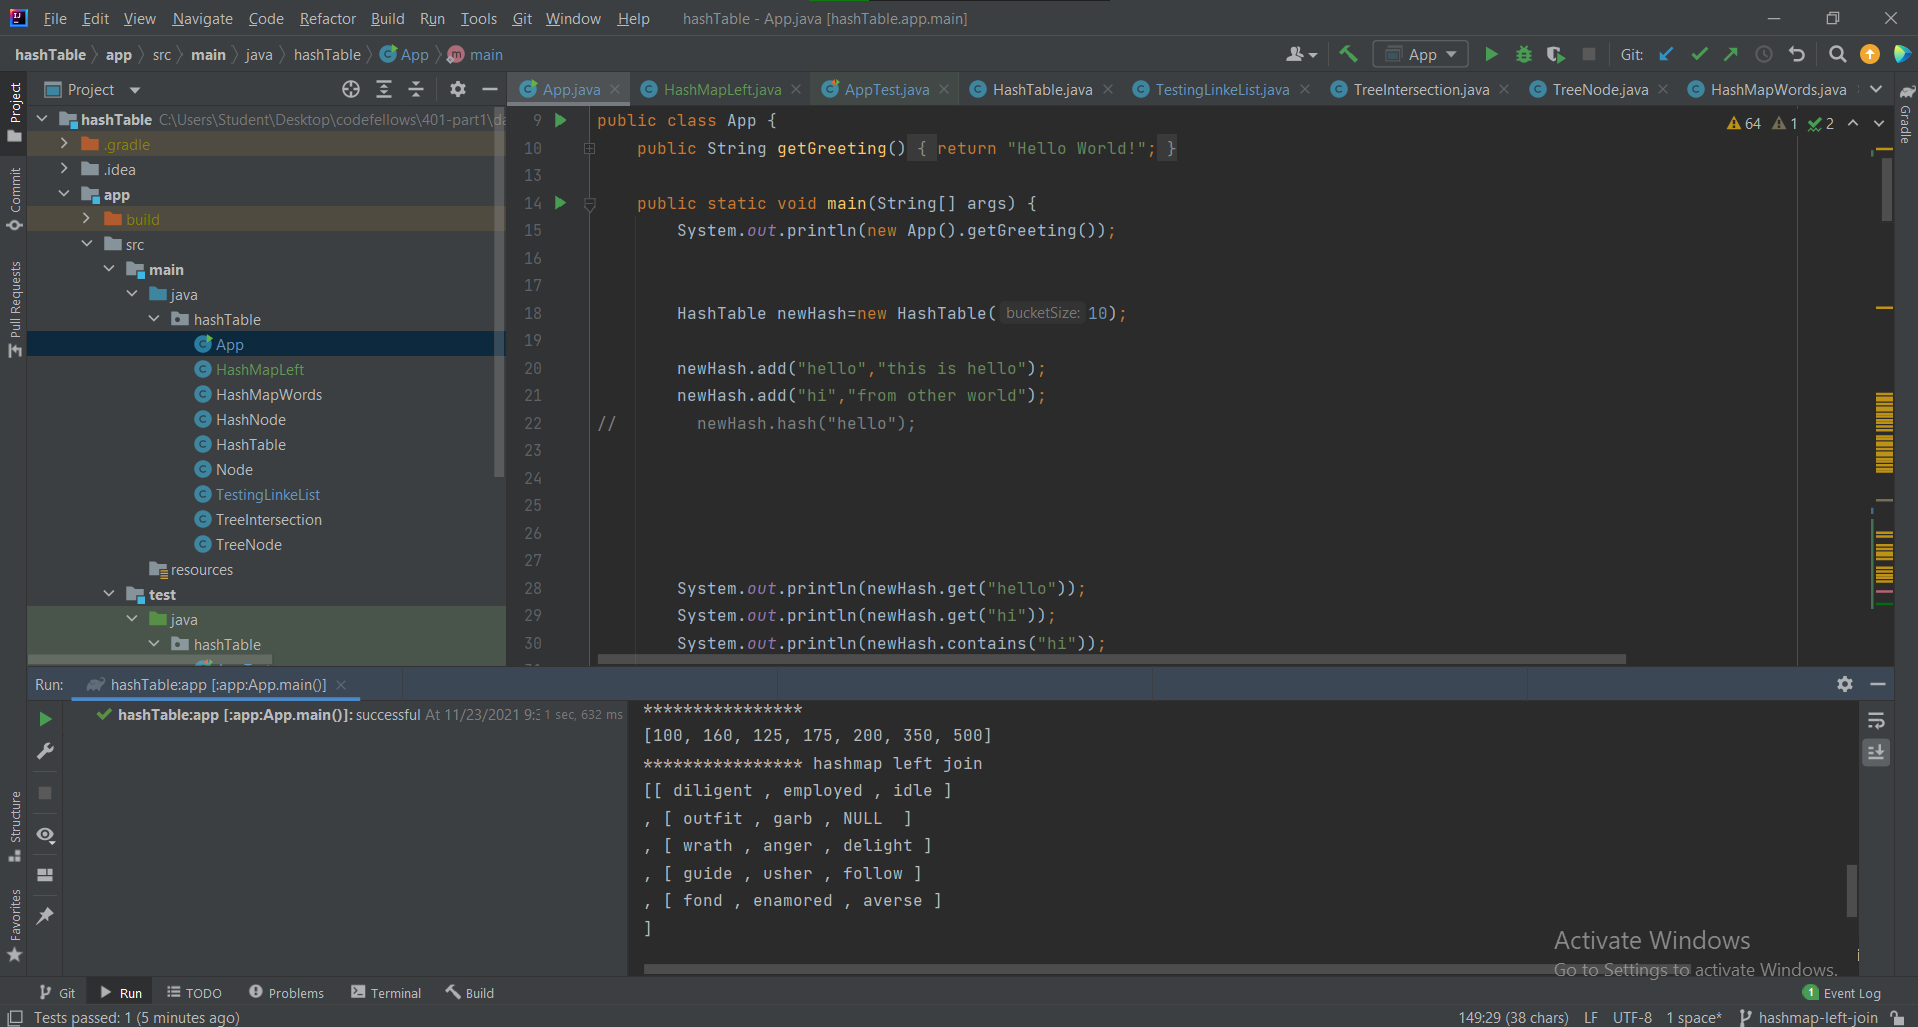 File Edit View Navigate Code Refactor Build Run Tools Git Window Help hashTable - App.java [hashTable.app.main]
hashTable app src main java hashTable App main App Git:
Project
App.java HashMapLeft.java AppTest.java HashTable.java TestingLinkeList.java TreeIntersection.java TreeNode.java HashMapWords.java
Project
Commit
Pull Requests
Structure
Favorites
Gradle
hashTable C:\Users\Student\Desktop\codefellows\401-part1\da
.gradle
.idea
app
build
src
main
java
hashTable
App
HashMapLeft
HashMapWords
HashNode
HashTable
Node
TestingLinkeList
TreeIntersection
TreeNode
resources
test
java
hashTable
64 1 2
9 public class App {
10 public String getGreeting() { return "Hello World!"; }
13
14 public static void main(String[] args) {
15 System.out.println(new App().getGreeting());
16
17
18 HashTable newHash=new HashTable( bucketSize: 10);
19
20 newHash.add("hello","this is hello");
21 newHash.add("hi","from other world");
22 // newHash.hash("hello");
23
24
25
26
27
28 System.out.println(newHash.get("hello"));
29 System.out.println(newHash.get("hi"));
30 System.out.println(newHash.contains("hi"));
Run: hashTable:app [:app:App.main()]
hashTable:app [:app:App.main()]: successful At 11/23/2021 9:3 1 sec, 632 ms
****************
[100, 160, 125, 175, 200, 350, 500]
**************** hashmap left join
[[ diligent , employed , idle ]
, [ outfit , garb , NULL  ]
, [ wrath , anger , delight ]
, [ guide , usher , follow ]
, [ fond , enamored , averse ]
]
Activate Windows
Go to Settings to activate Windows.
Git Run TODO Problems Terminal Build 1 Event Log
Tests passed: 1 (5 minutes ago) 149:29 (38 chars) LF UTF-8 1 space* hashmap-left-join